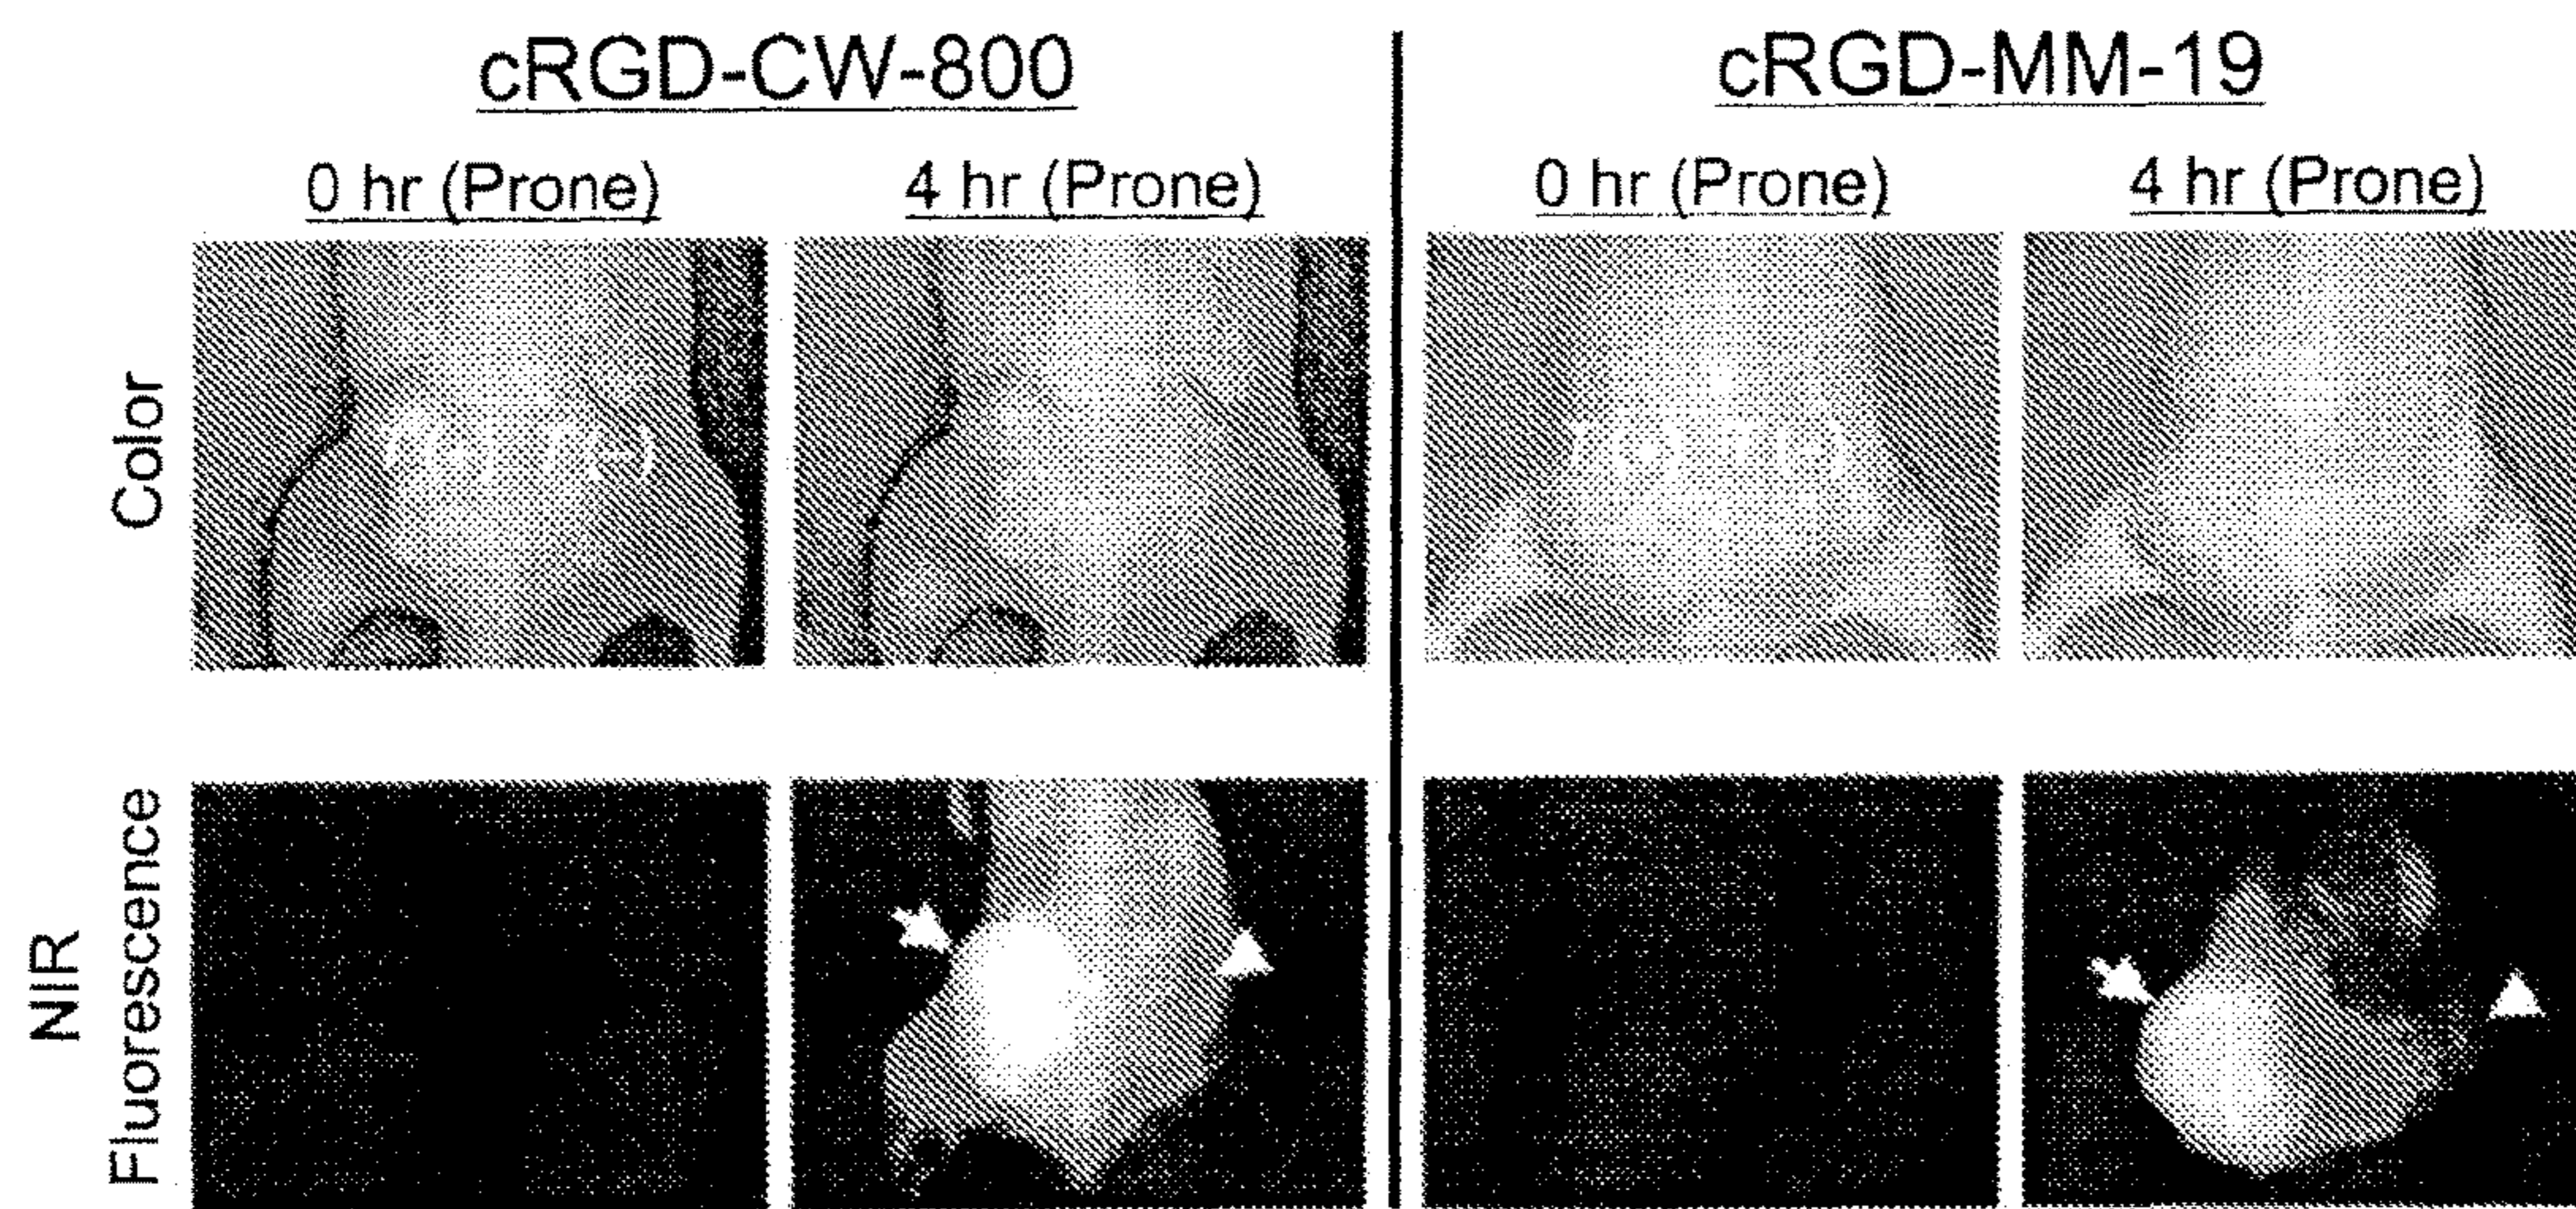 cRGD-CW-800
cRGD-MM-19
0 hr (Prone)
4 hr (Prone)
0 hr (Prone)
4 hr (Prone)
Color
NIR
Fluorescence